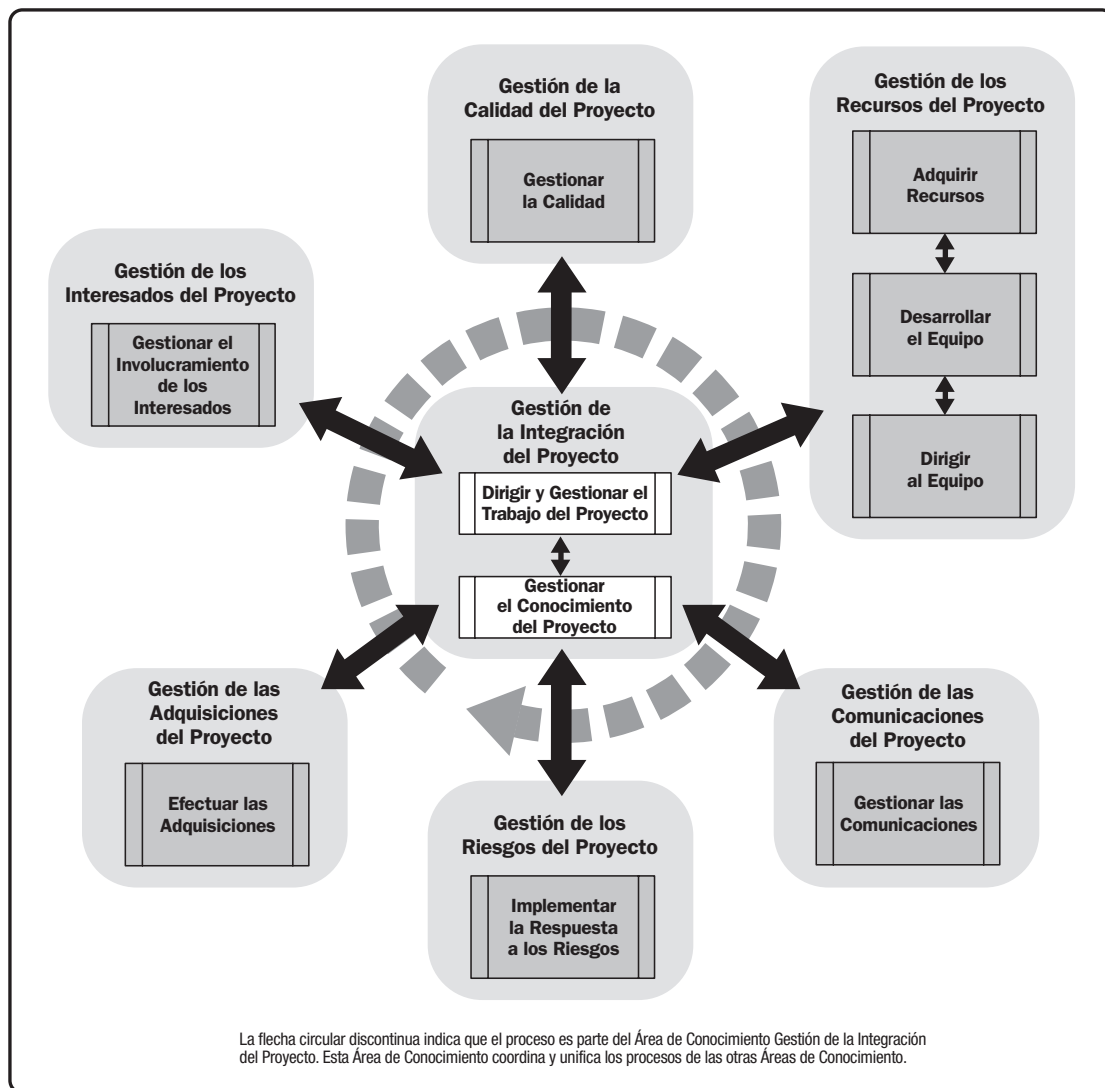 Gestión de la
Calidad del Proyecto
Gestionar
la Calidad
Gestión de los
Recursos del Proyecto
Adquirir
Recursos
Desarrollar
el Equipo
Dirigir
al Equipo
Gestión de los
Interesados del Proyecto
Gestionar el
Involucramiento
de los
Interesados
Gestión de
la Integración
del Proyecto
Dirigir y Gestionar el
Trabajo del Proyecto
Gestionar
el Conocimiento
del Proyecto
Gestión de las
Adquisiciones
del Proyecto
Efectuar las
Adquisiciones
Gestión de los
Riesgos del Proyecto
Implementar
la Respuesta
a los Riesgos
Gestión de las
Comunicaciones
del Proyecto
Gestionar las
Comunicaciones
La flecha circular discontinua indica que el proceso es parte del Área de Conocimiento Gestión de la Integración
del Proyecto. Esta Área de Conocimiento coordina y unifica los procesos de las otras Áreas de Conocimiento.